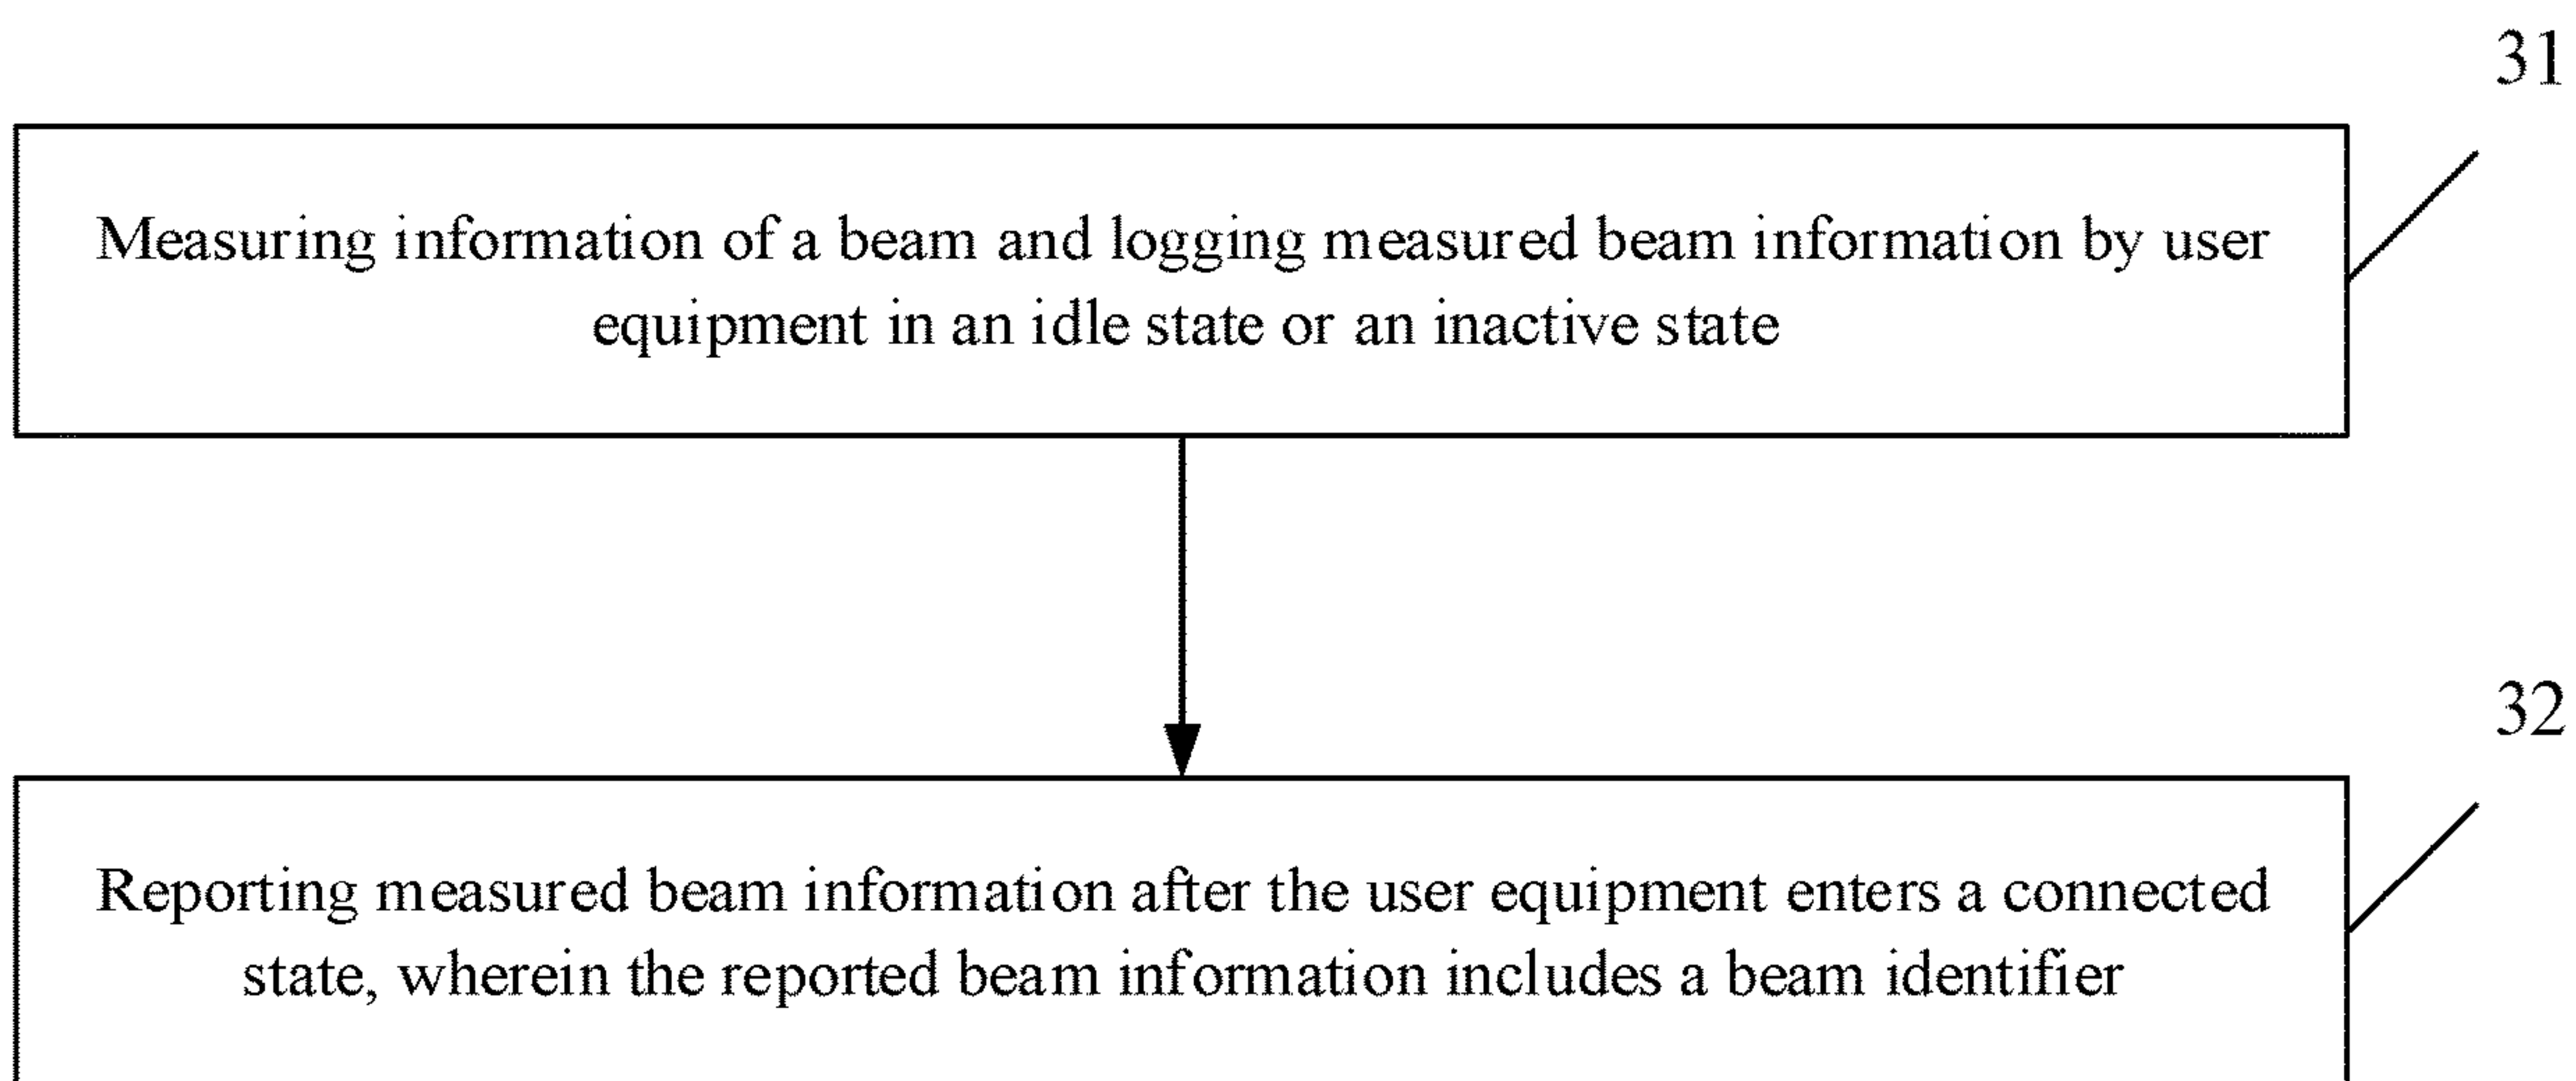 31
Measuring information of a beam and logging measured beam information by user
equipment in an idle state or an inactive state
32
Reporting measured beam information after the user equipment enters a connected
state, wherein the reported beam information includes a beam identifier